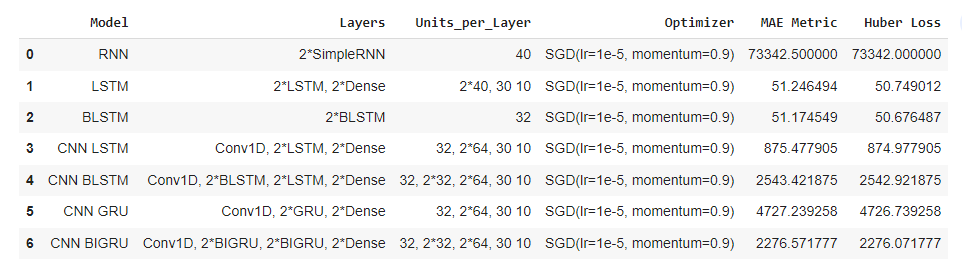 Model Layers Units_per_Layer Optimizer MAE Metric Huber Loss
0 RNN 2*SimpleRNN 40 SGD(lr=1e-5, momentum=0.9) 73342.500000 73342.000000
1 LSTM 2*LSTM, 2*Dense 2*40, 30 10 SGD(lr=1e-5, momentum=0.9) 51.246494 50.749012
2 BLSTM 2*BLSTM 32 SGD(lr=1e-5, momentum=0.9) 51.174549 50.676487
3 CNN LSTM Conv1D, 2*LSTM, 2*Dense 32, 2*64, 30 10 SGD(lr=1e-5, momentum=0.9) 875.477905 874.977905
4 CNN BLSTM Conv1D, 2*BLSTM, 2*LSTM, 2*Dense 32, 2*32, 2*64, 30 10 SGD(lr=1e-5, momentum=0.9) 2543.421875 2542.921875
5 CNN GRU Conv1D, 2*GRU, 2*Dense 32, 2*64, 30 10 SGD(lr=1e-5, momentum=0.9) 4727.239258 4726.739258
6 CNN BIGRU Conv1D, 2*BIGRU, 2*BIGRU, 2*Dense 32, 2*32, 2*64, 30 10 SGD(lr=1e-5, momentum=0.9) 2276.571777 2276.071777